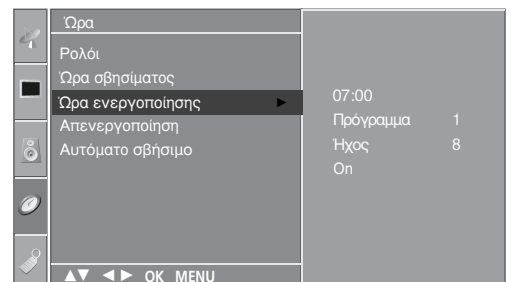 Ώρα
Ρολόι
Ώρα σβησίματος
Ώρα ενεργοποίησης ►
Απενεργοποίηση
Αυτόματο σβήσιμο
07:00
Πρόγραμμα 1
Ήχος 8
On
▲▼ ◄► OK MENU